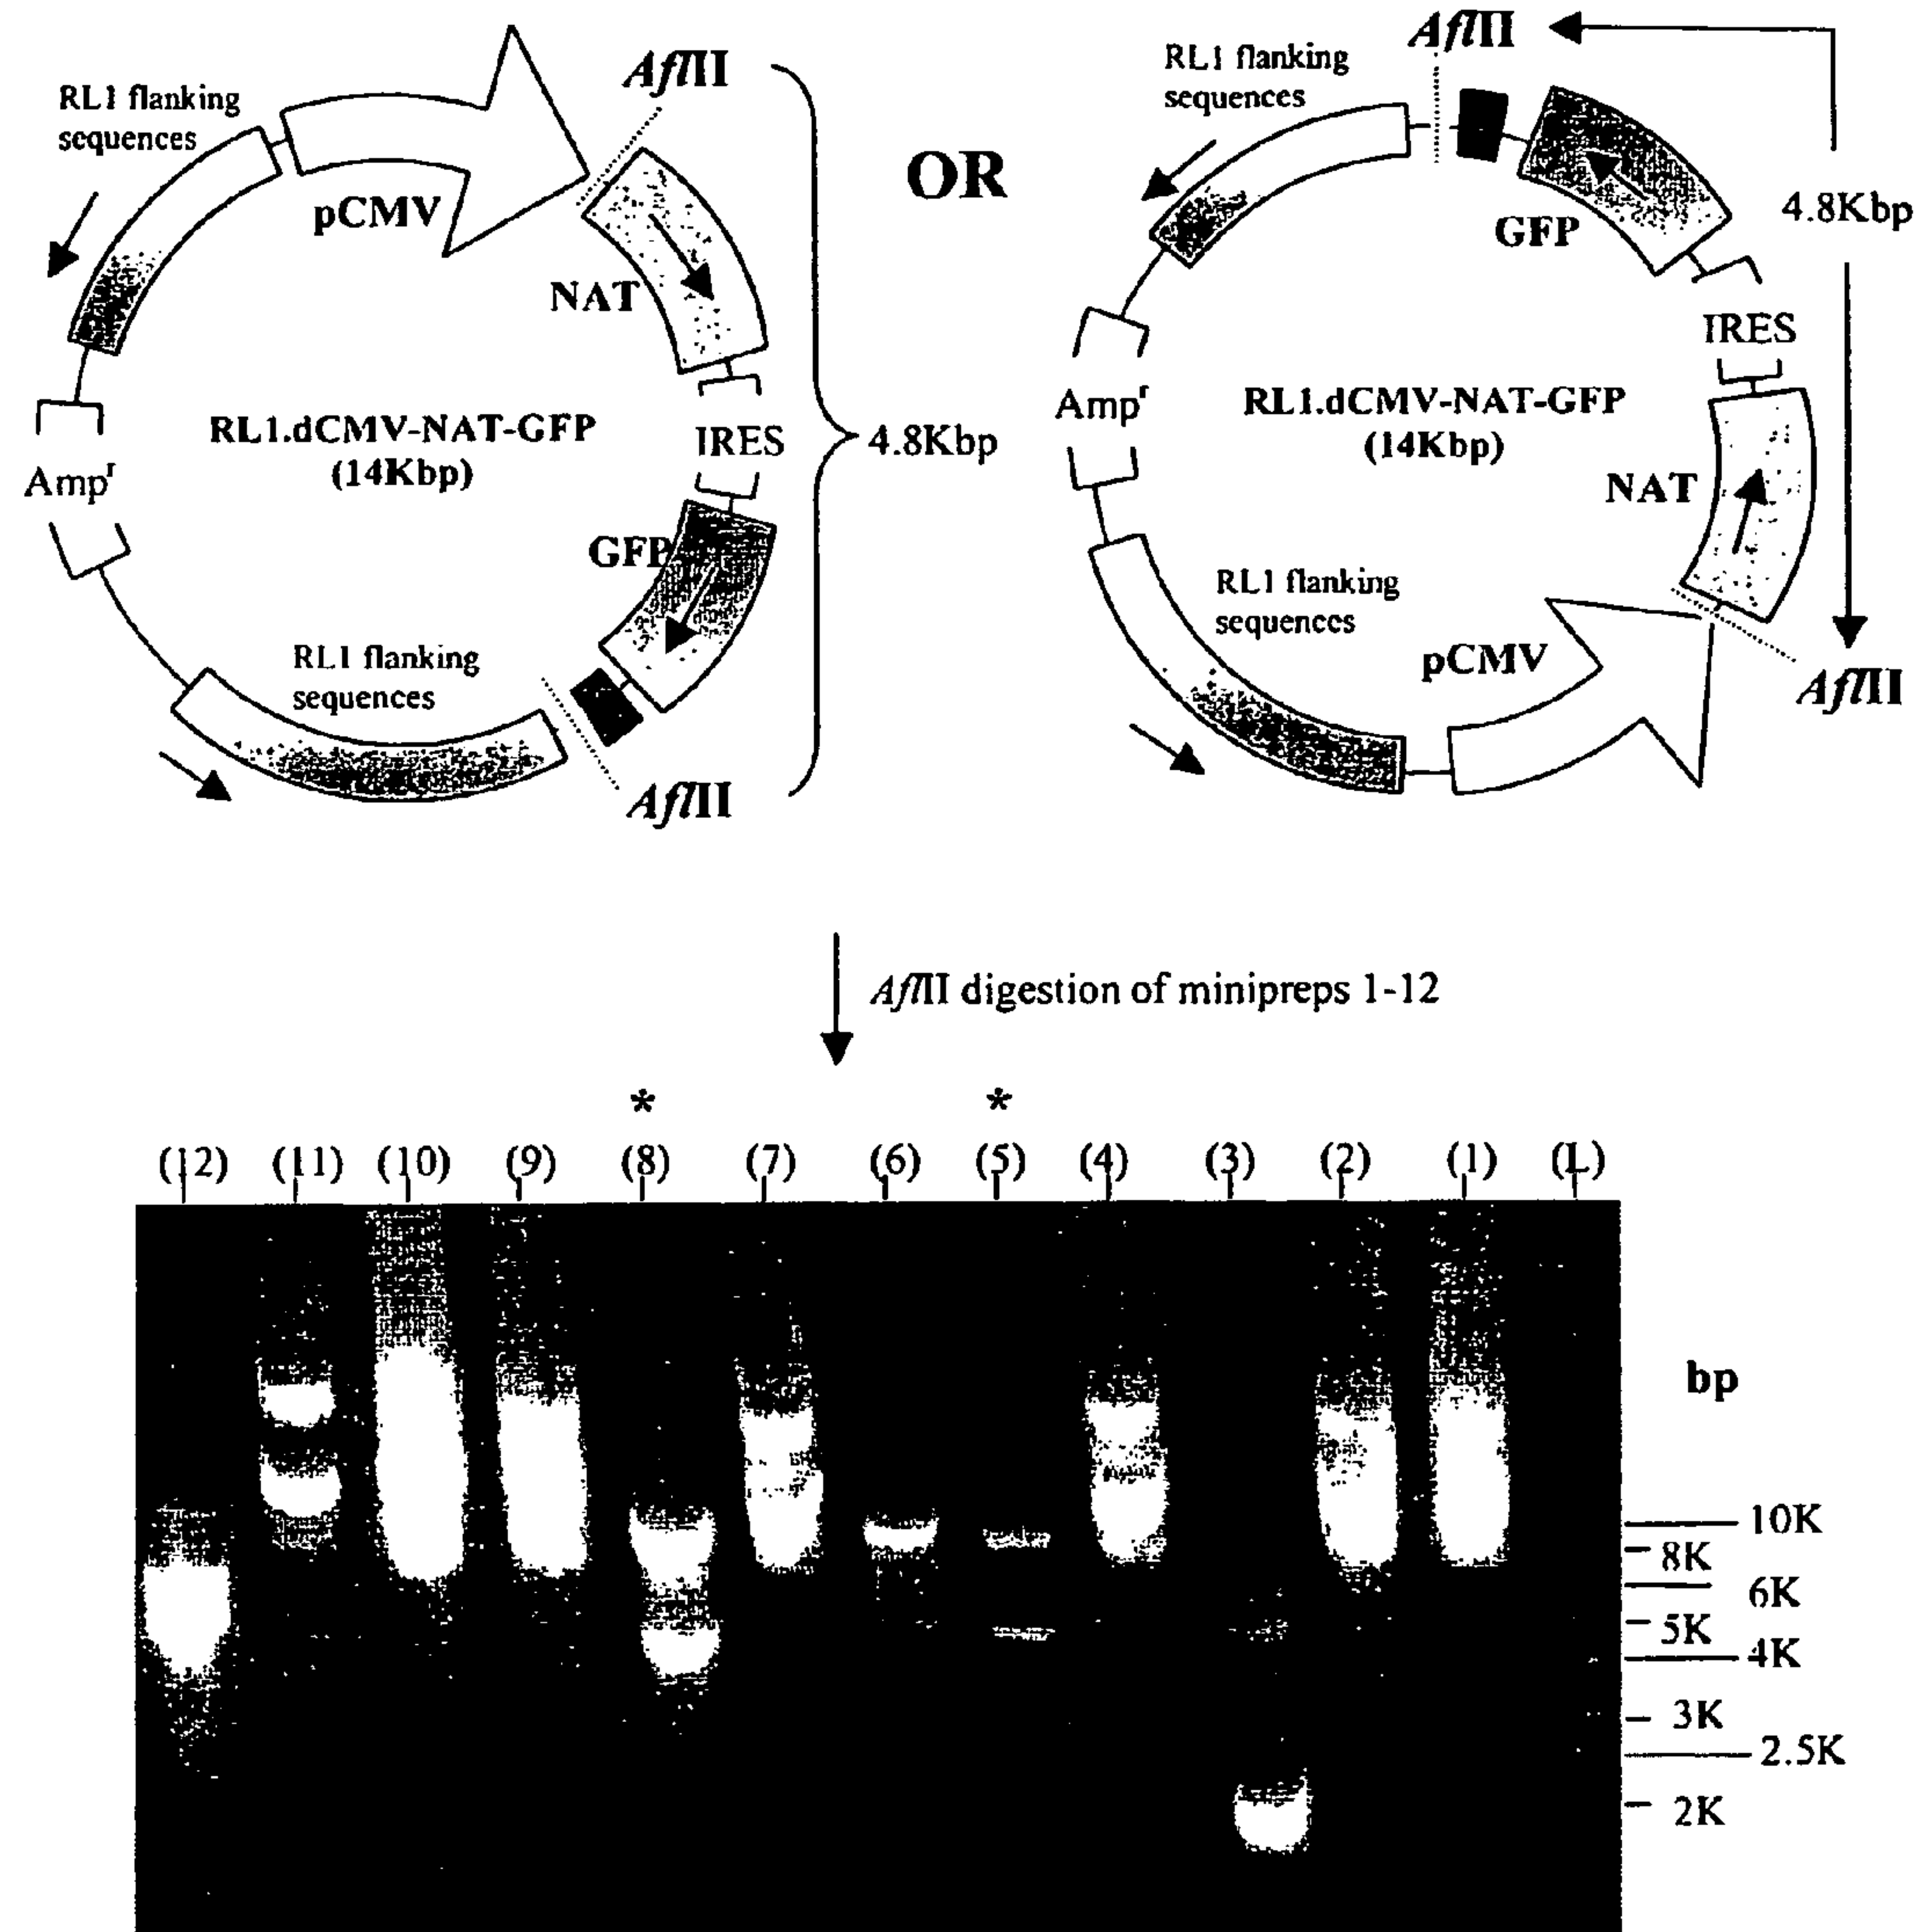 AflII
RL1 flanking
sequences
pCMV
NAT
RL1.dCMV-NAT-GFP
(14Kbp)
IRES
4.8Kbp
Ampr
GFP
RL1 flanking
sequences
AflII
OR
AflII
RL1 flanking
sequences
4.8Kbp
GFP
IRES
Ampr
RL1.dCMV-NAT-GFP
(14Kbp)
NAT
RL1 flanking
sequences
pCMV
AflII
AflII digestion of minipreps 1-12
* *
(12) (11) (10) (9) (8) (7) (6) (5) (4) (3) (2) (1) (L)
bp
10K
8K
6K
5K
4K
3K
2.5K
2K